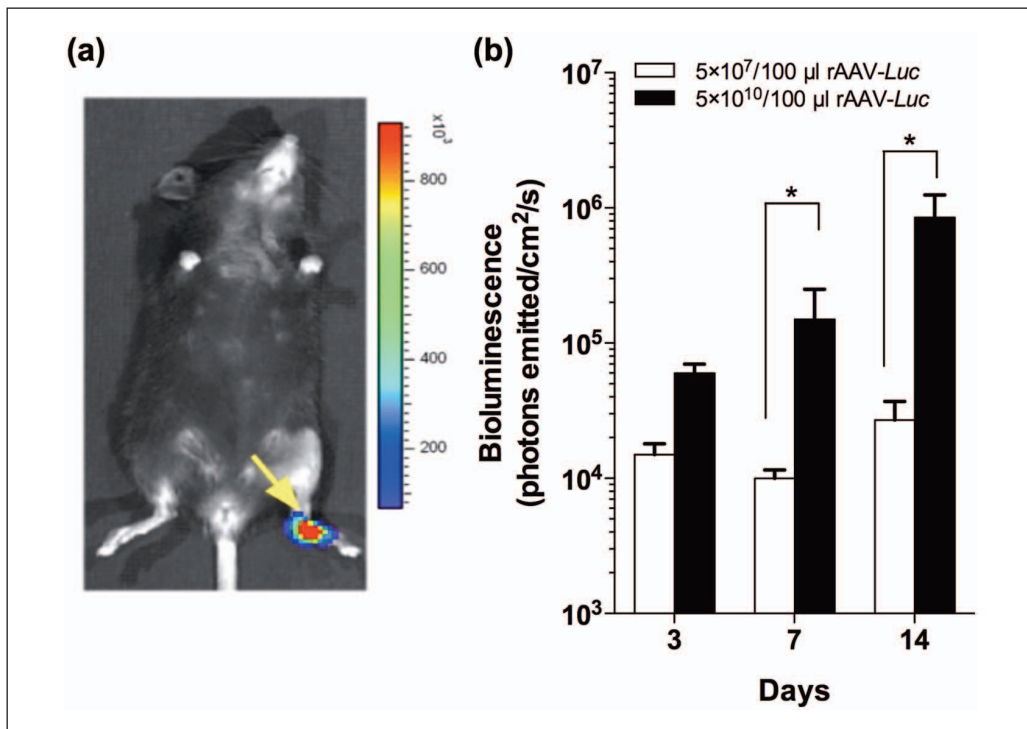 (a)
x10³
800
600
400
200
(b)
5×10⁷/100 µl rAAV-Luc
5×10¹⁰/100 µl rAAV-Luc
Bioluminescence
(photons emitted/cm²/s)
10⁷
10⁶
10⁵
10⁴
10³
*
*
3 7 14
Days